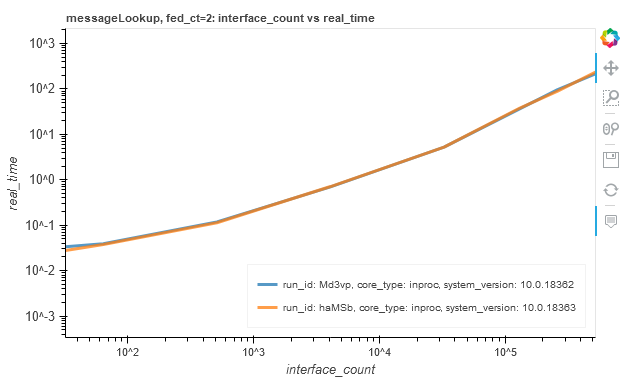 messageLookup, fed_ct=2: interface_count vs real_time
10^3
10^2
10^1
10^0
10^-1
10^-2
10^-3
real_time
run_id: Md3vp, core_type: inproc, system_version: 10.0.18362
run_id: haMSb, core_type: inproc, system_version: 10.0.18363
10^2
10^3
10^4
10^5
interface_count